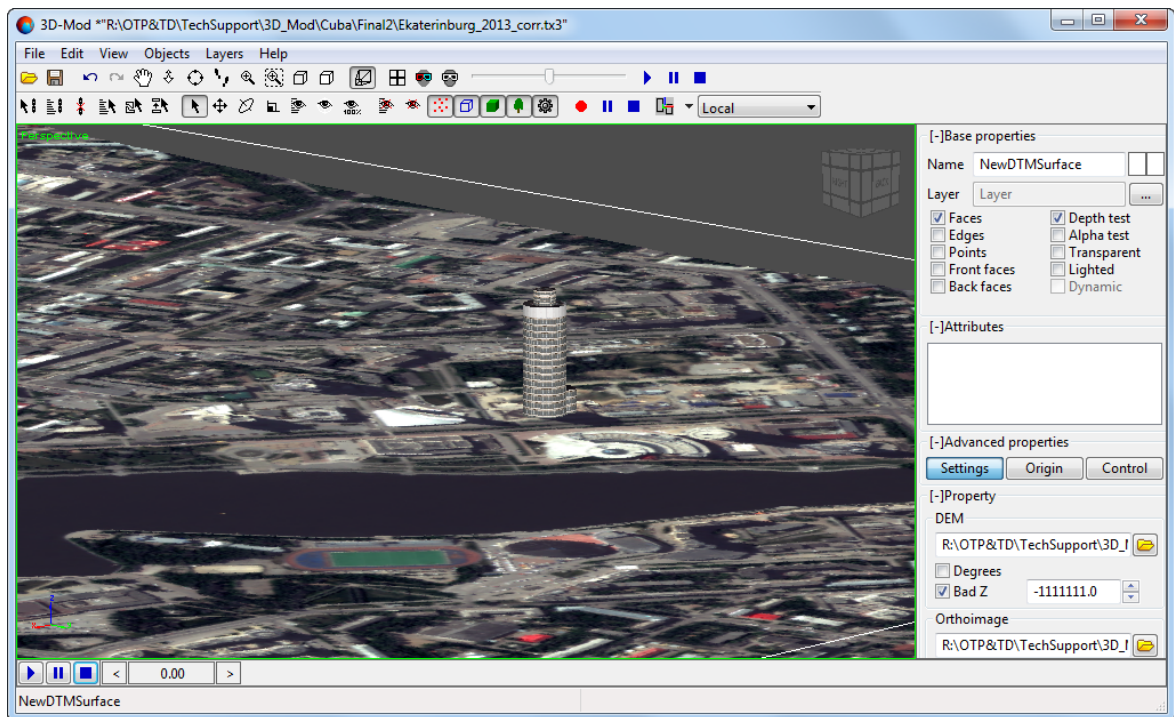 3D-Mod *"R:\OTP&TD\TechSupport\3D_Mod\Cuba\Final2\Ekaterinburg_2013_corr.tx3"
File Edit View Objects Layers Help
100%
Local
Perspective
[-]Base properties
Name NewDTMSurface
Layer Layer ...
Faces Depth test
Edges Alpha test
Points Transparent
Front faces Lighted
Back faces Dynamic
[-]Attributes
[-]Advanced properties
Settings Origin Control
[-]Property
DEM
R:\OTP&TD\TechSupport\3D_
Degrees
Bad Z -1111111.0
Orthoimage
R:\OTP&TD\TechSupport\3D_
z
x
< 0.00 >
NewDTMSurface